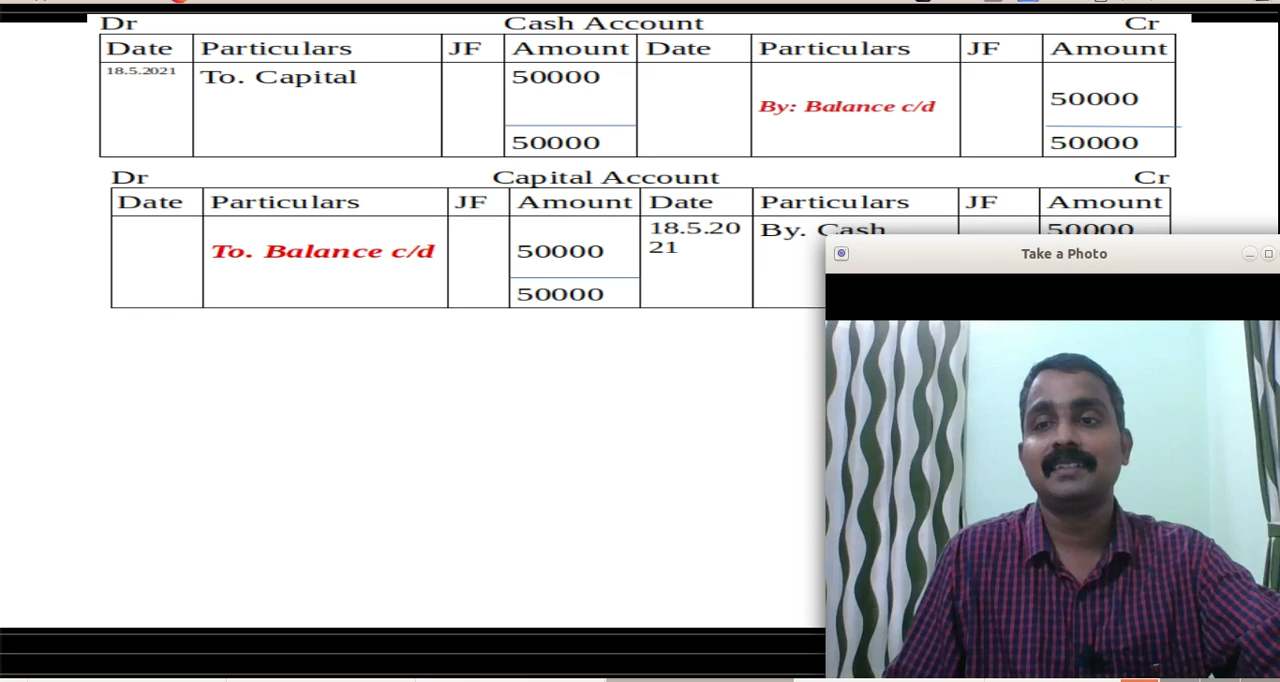 Dr Cash Account Cr
Date Particulars JF Amount Date Particulars JF Amount
18.5.2021 To. Capital 50000
By: Balance c/d 50000
50000 50000
Dr Capital Account Cr
Date Particulars JF Amount Date Particulars JF Amount
18.5.20 By. Cash 50000
To. Balance c/d 50000 21
50000
Take a Photo